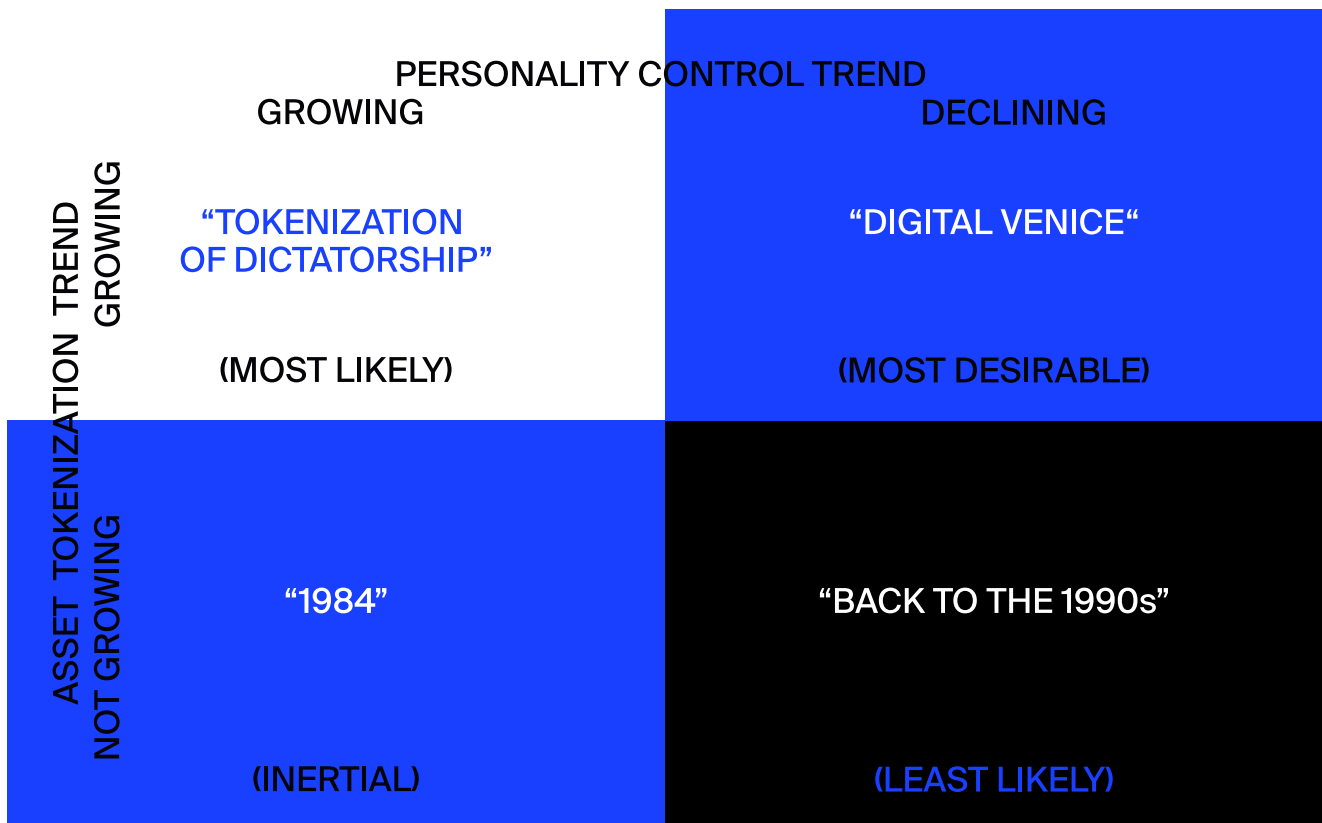 PERSONALITY CONTROL TREND
GROWING
DECLINING
ASSET TOKENIZATION TREND
GROWING
NOT GROWING
“TOKENIZATION
OF DICTATORSHIP”
(MOST LIKELY)
“DIGITAL VENICE“
(MOST DESIRABLE)
“1984”
(INERTIAL)
“BACK TO THE 1990s”
(LEAST LIKELY)